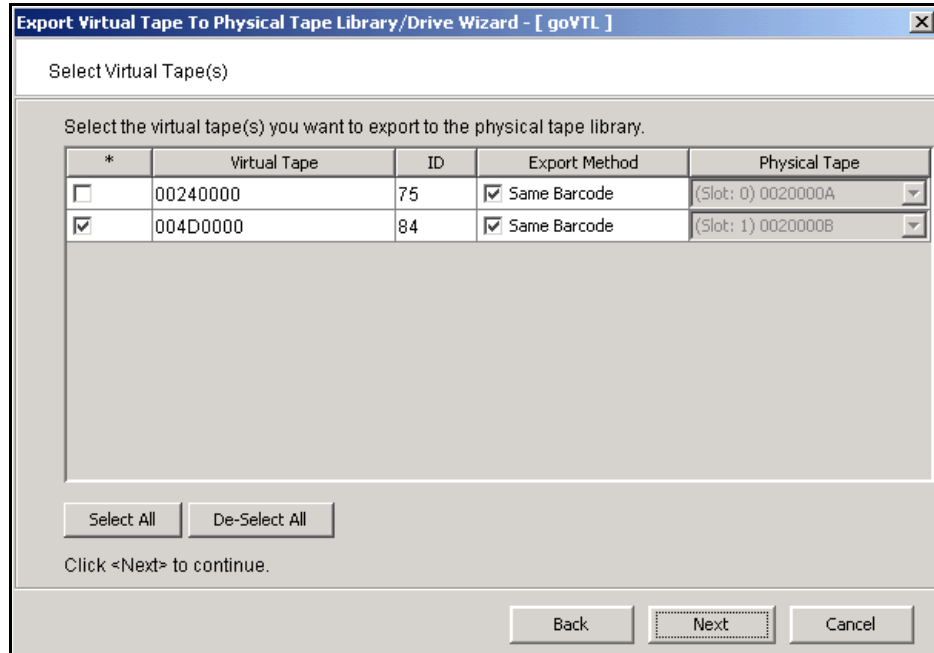 Export Virtual Tape To Physical Tape Library/Drive Wizard - [ goVTL ]
Select Virtual Tape(s)
Select the virtual tape(s) you want to export to the physical tape library.
* Virtual Tape ID Export Method Physical Tape
00240000 75 Same Barcode (Slot: 0) 0020000A
004D0000 84 Same Barcode (Slot: 1) 0020000B
Select All De-Select All
Click <Next> to continue.
Back Next Cancel